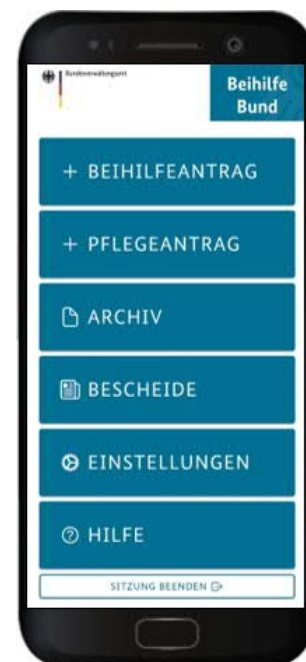 Bundesverwaltungsamt
Beihilfe
Bund
+ BEIHILFEANTRAG
+ PFLEGEANTRAG
ARCHIV
BESCHEIDE
EINSTELLUNGEN
HILFE
SITZUNG BEENDEN